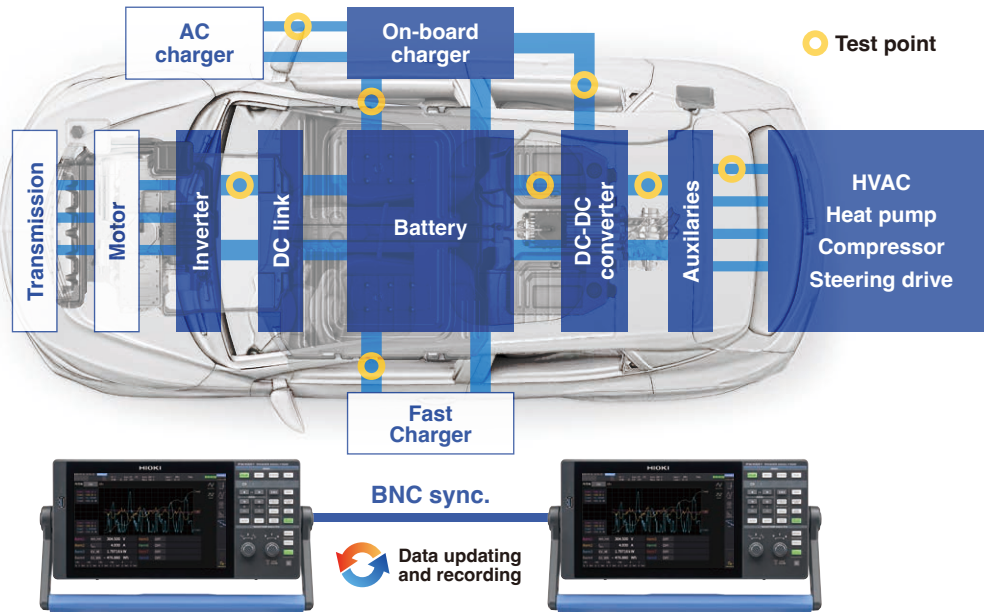 AC
charger
On-board
charger
Test point
Transmission
Motor
Inverter
DC link
Battery
DC-DC
converter
Auxilaries
HVAC
Heat pump
Compressor
Steering drive
Fast
Charger
HIOKI
BNC sync.
HIOKI
Data updating
and recording